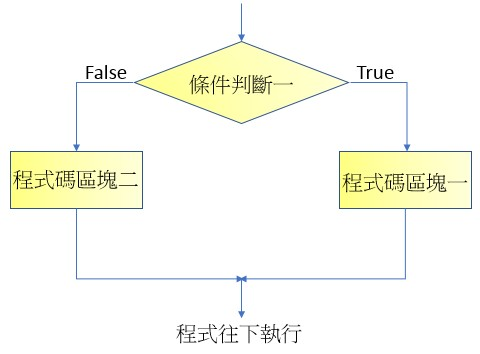 False
True
條件判斷一
程式碼區塊二
程式碼區塊一
程式往下執行